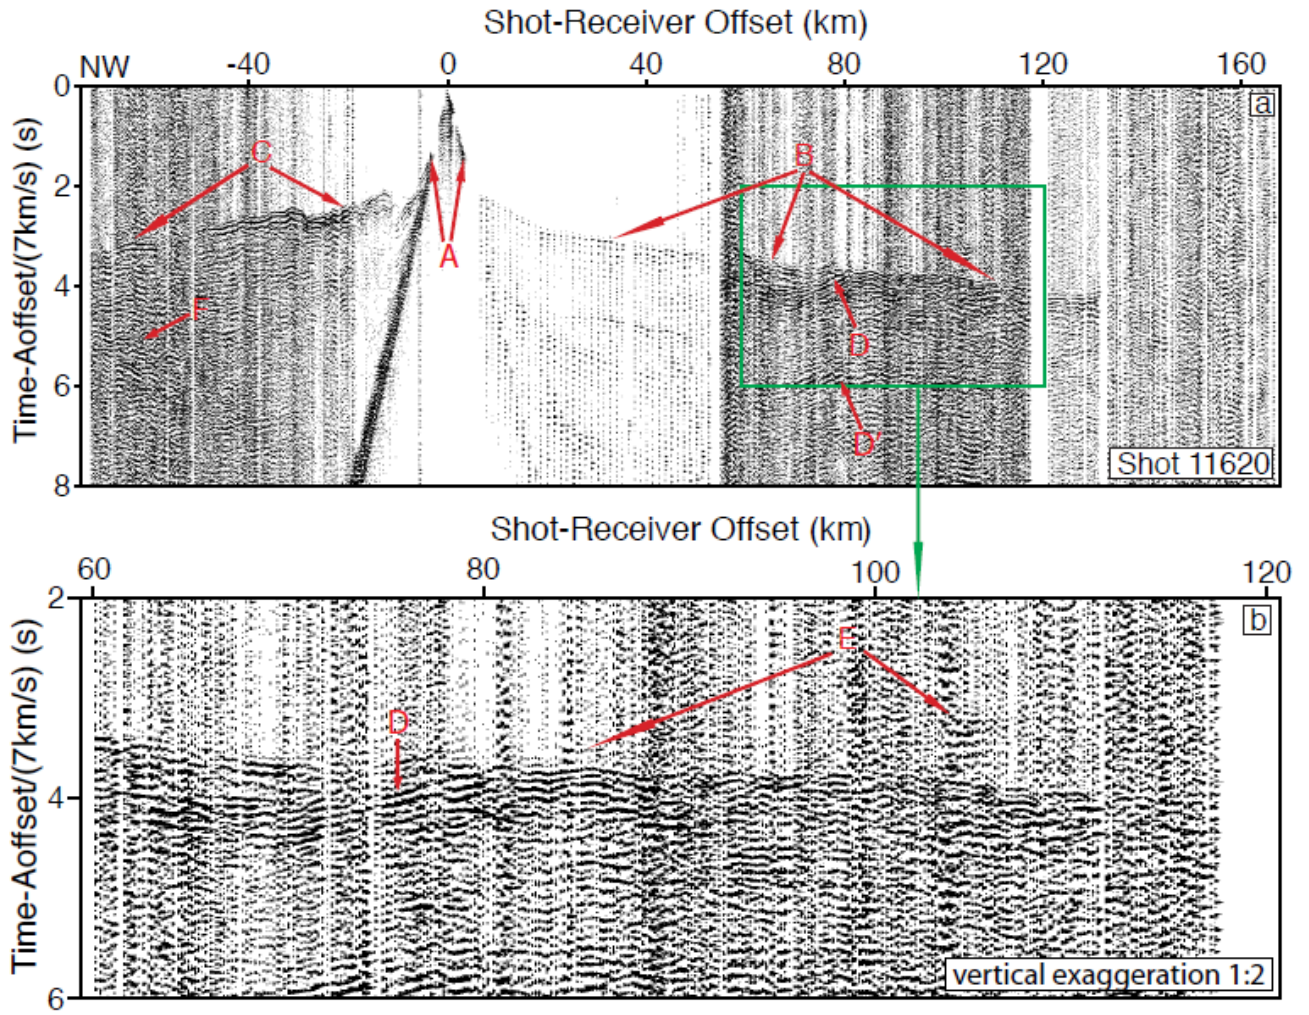 Shot-Receiver Offset (km)
NW -40 0 40 80 120 160
0
a
C
B
2
A
4
F
D
6
D'
Shot 11620
8
Time-Aoffset/(7km/s) (s)
Shot-Receiver Offset (km)
60 80 100 120
2
b
E
D
4
vertical exaggeration 1:2
6
Time-Aoffset/(7km/s) (s)